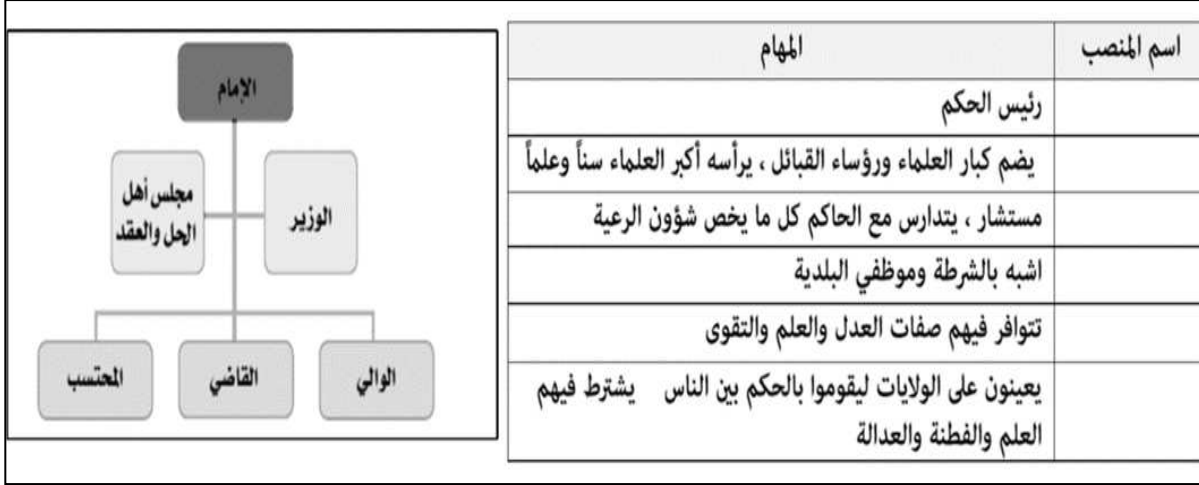 اسم المنصب
المهام
رئيس الحكم
يضم كبار العلماء ورؤساء القبائل ، يرأسه أكبر العلماء سناً وعلماً
مستشار ، يتدارس مع الحاكم كل ما يخص شؤون الرعية
اشبه بالشرطة وموظفي البلدية
تتوافر فيهم صفات العدل والعلم والتقوى
يعينون على الولايات ليقوموا بالحكم بين الناس يشترط فيهم
العلم والفطنة والعدالة
الإمام
الوزير
مجلس أهل
الحل والعقد
الوالي
القاضي
المحتسب